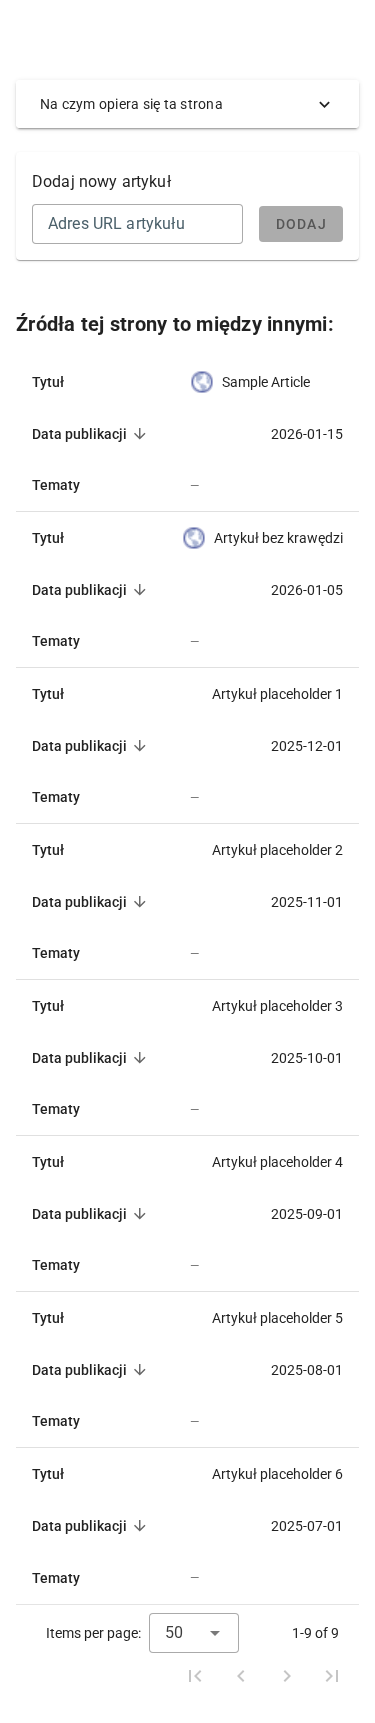 Na czym opiera się ta strona
Dodaj nowy artykuł
Adres URL artykułu
DODAJ
Źródła tej strony to między innymi:
Tytuł Sample Article
Data publikacji 2026-01-15
Tematy –
Tytuł Artykuł bez krawędzi
Data publikacji 2026-01-05
Tematy –
Tytuł Artykuł placeholder 1
Data publikacji 2025-12-01
Tematy –
Tytuł Artykuł placeholder 2
Data publikacji 2025-11-01
Tematy –
Tytuł Artykuł placeholder 3
Data publikacji 2025-10-01
Tematy –
Tytuł Artykuł placeholder 4
Data publikacji 2025-09-01
Tematy –
Tytuł Artykuł placeholder 5
Data publikacji 2025-08-01
Tematy –
Tytuł Artykuł placeholder 6
Data publikacji 2025-07-01
Tematy –
Items per page: 50 1-9 of 9